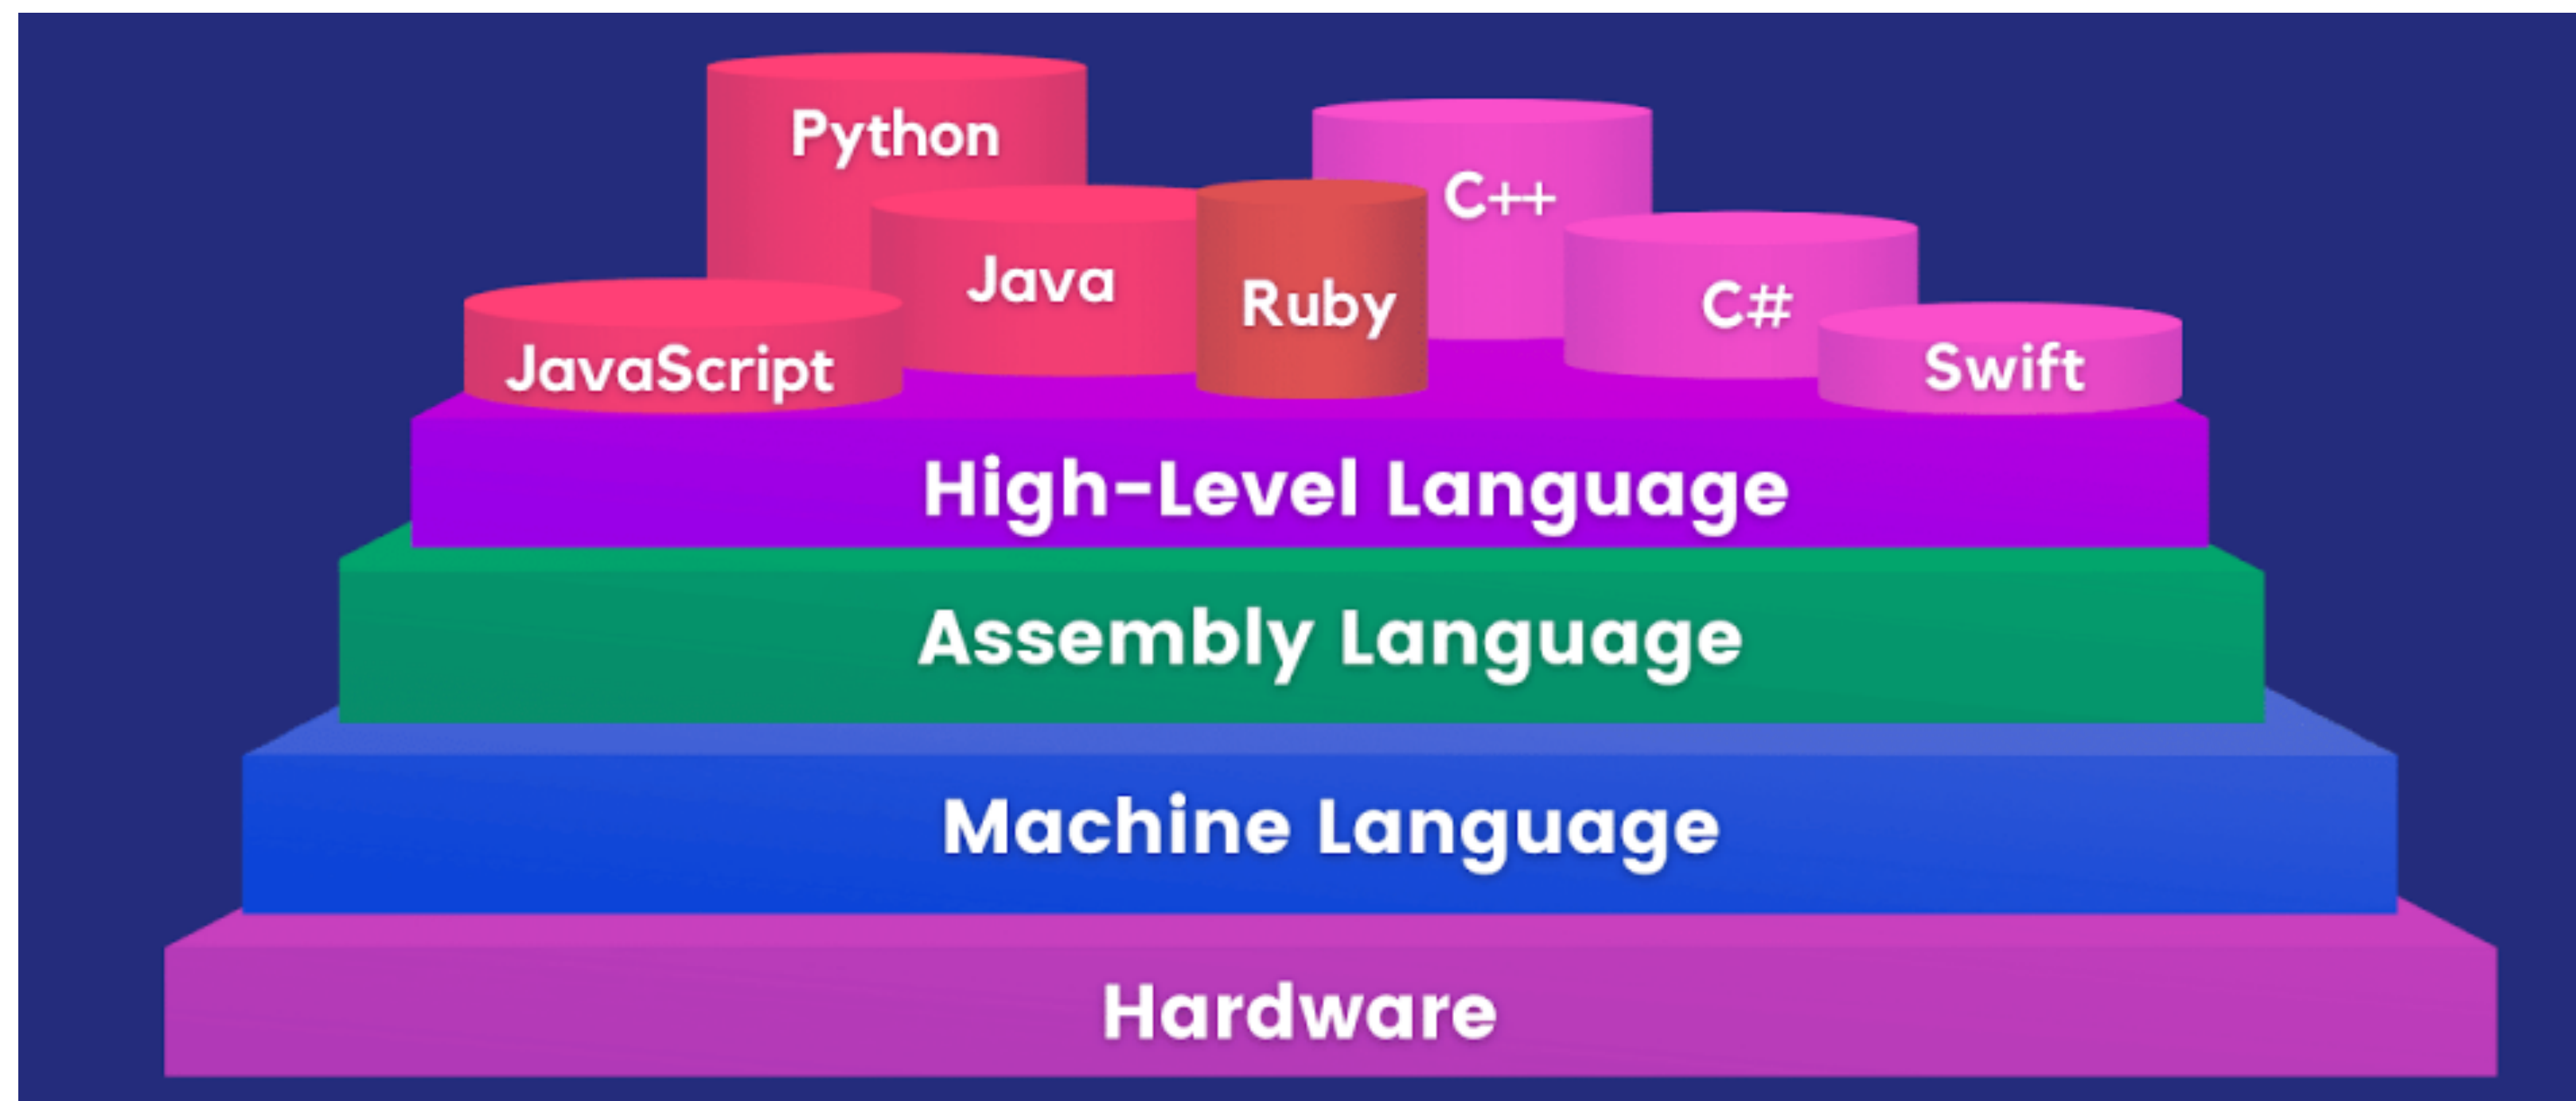 Python
C++
Java
Ruby
C#
JavaScript
Swift
High-Level Language
Assembly Language
Machine Language
Hardware